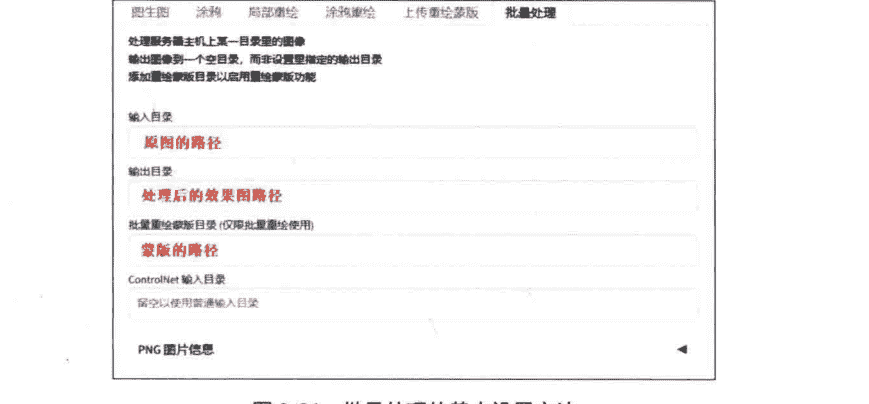 图生图 涂鸦 局部重绘 涂鸦重绘 上传重绘蒙版 批量处理
处理服务器主机上某一目录里的图像
输出图像到一个空目录，而非设置里指定的输出目录
添加重绘蒙版目录以启用重绘蒙版功能
输入目录
原图的路径
输出目录
处理后的效果图路径
批量重绘蒙版目录 (仅限批量重绘使用)
蒙版的路径
ControlNet 输入目录
留空以使用普通输入目录
PNG 图片信息